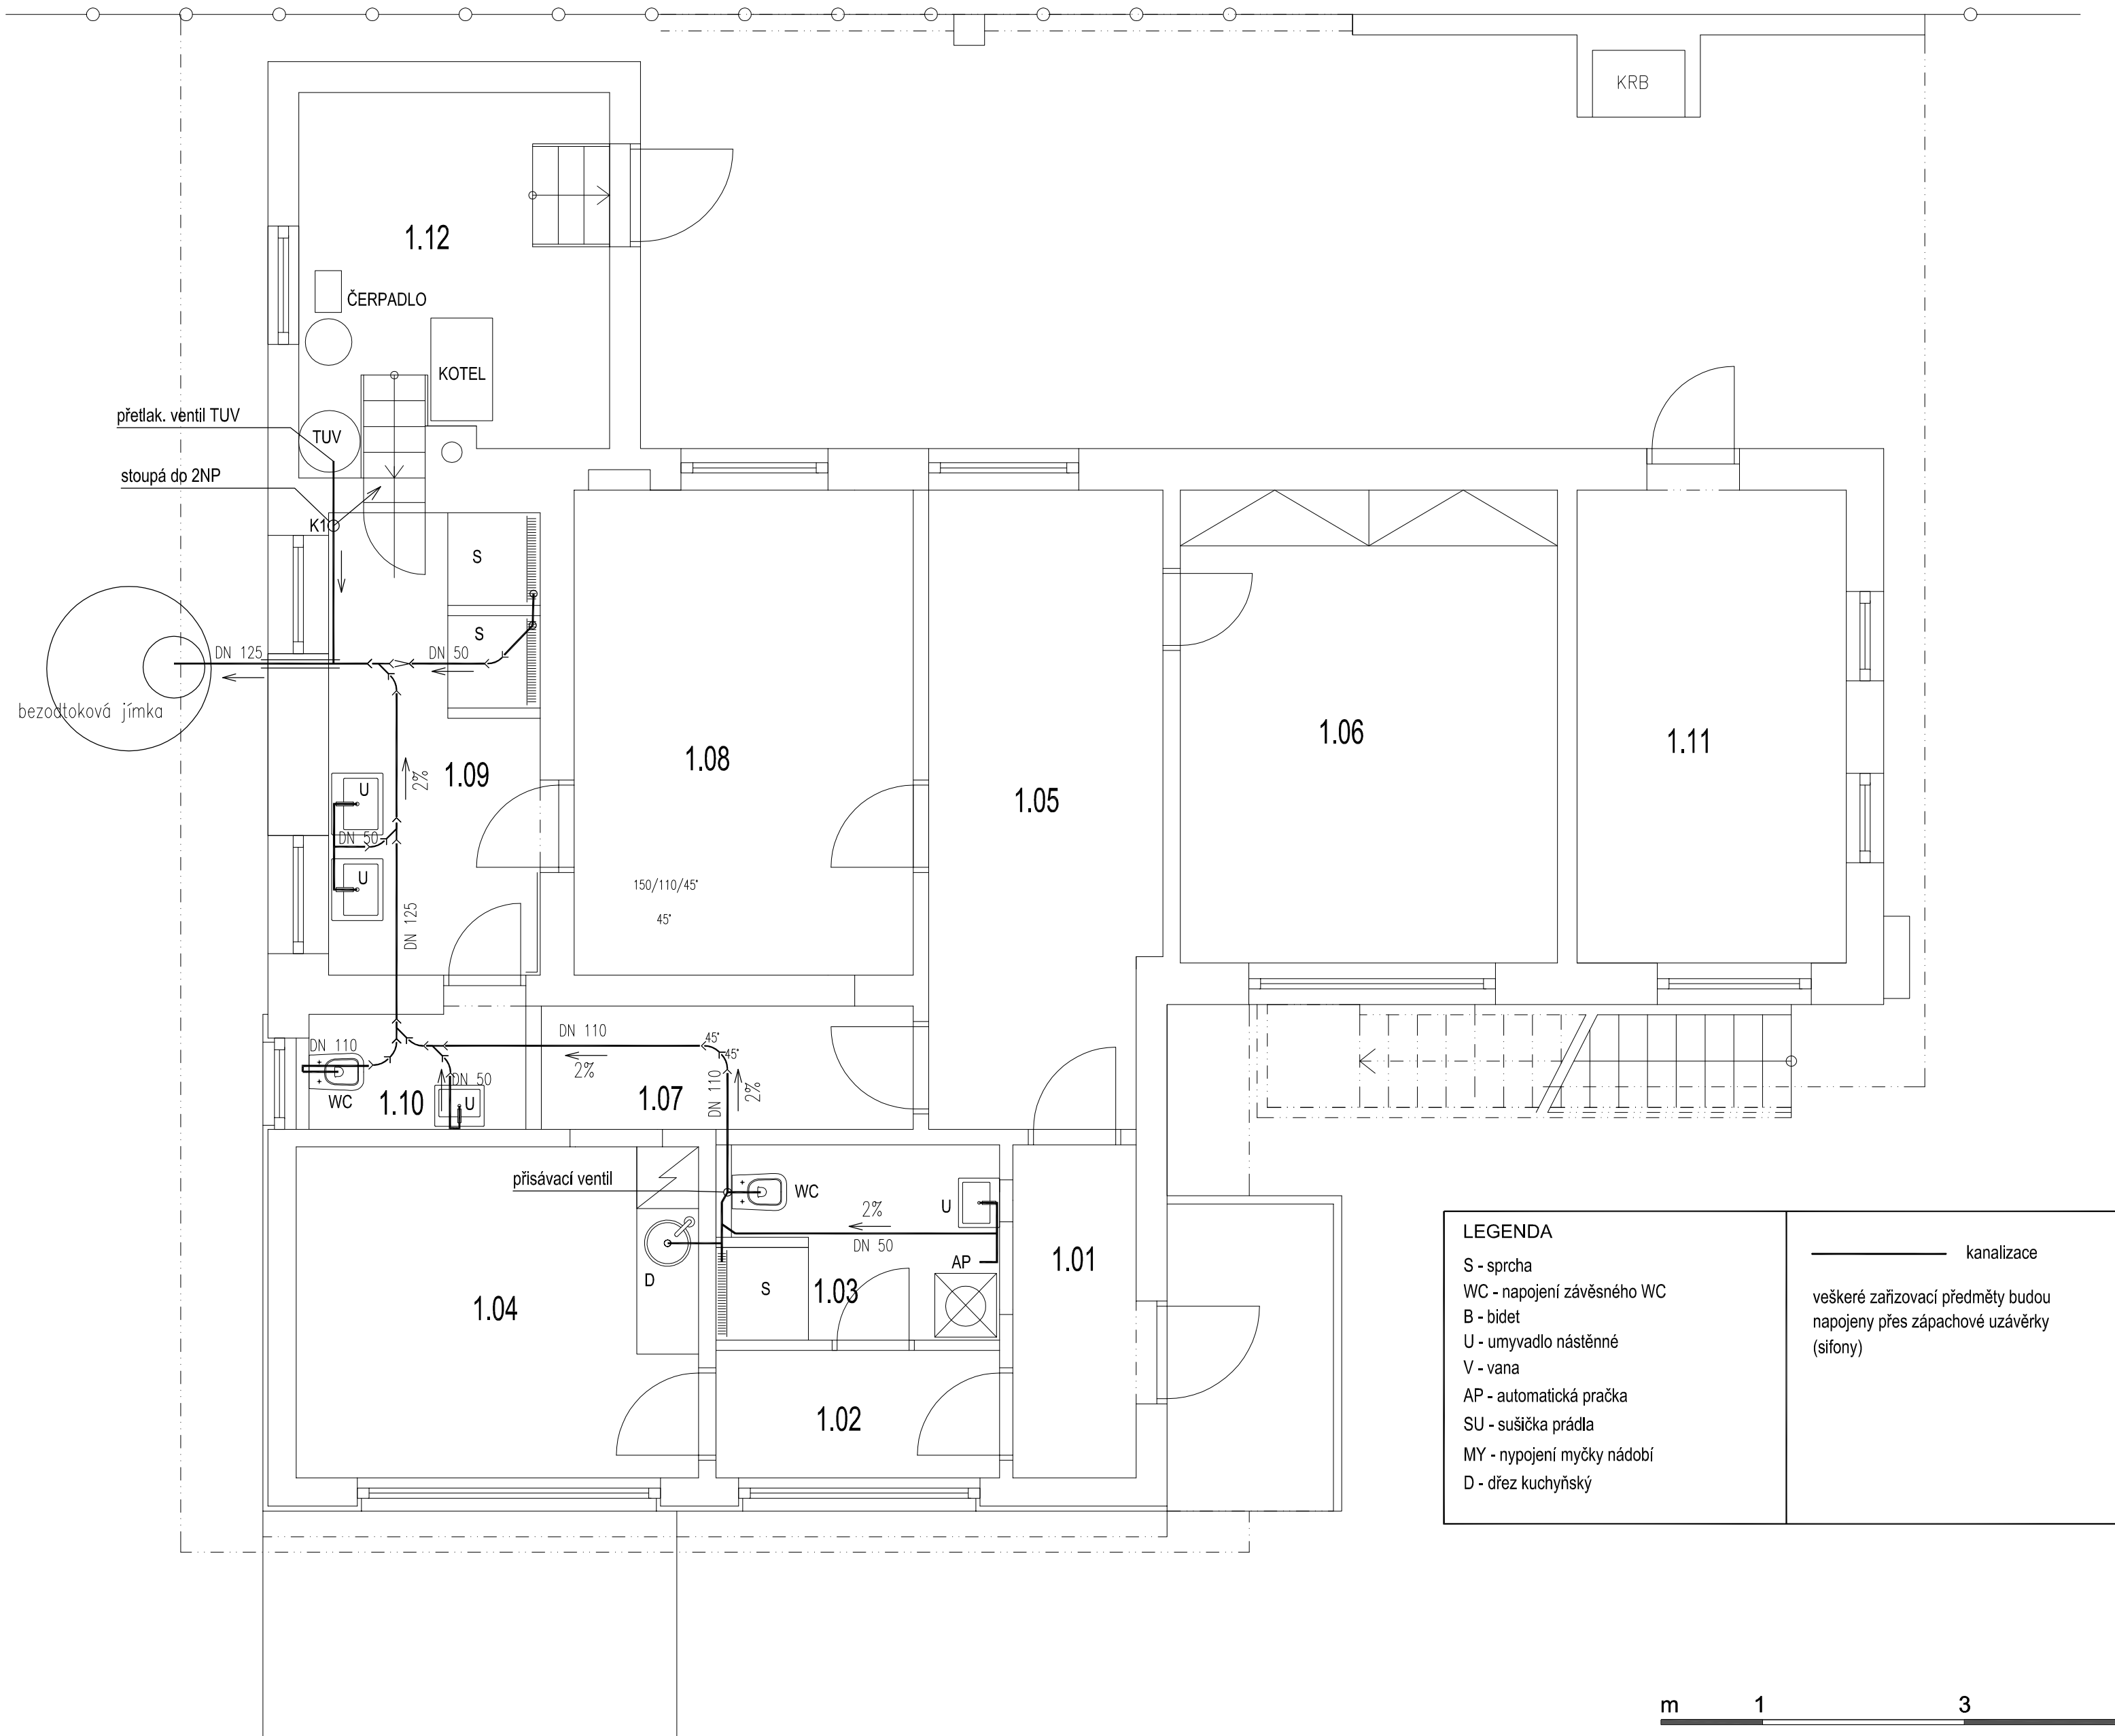 KRB
1.12
ČERPADLO
KOTEL
přetlak. ventil TUV
TUV
stoupá do 2NP
K1
S
S
DN 125
DN 50
bezodtoková jímka
1.06
1.11
1.08
1.09
2%
U
1.05
DN 50
U
150/110/45°
45°
DN 125
DN 110
45°
45°
DN 110
2%
DN 110
2%
DN 50
WC
1.10
U
1.07
přisávací ventil
WC
U
2%
DN 50
AP
1.01
D
S
1.03
1.04
1.02
LEGENDA
S - sprcha
WC - napojení závěsného WC
B - bidet
U - umyvadlo nástěnné
V - vana
AP - automatická pračka
SU - sušička prádla
MY - nypojení myčky nádobí
D - dřez kuchyňský
kanalizace
veškeré zařizovací předměty budou
napojeny přes zápachové uzávěrky
(sifony)
m 1 3